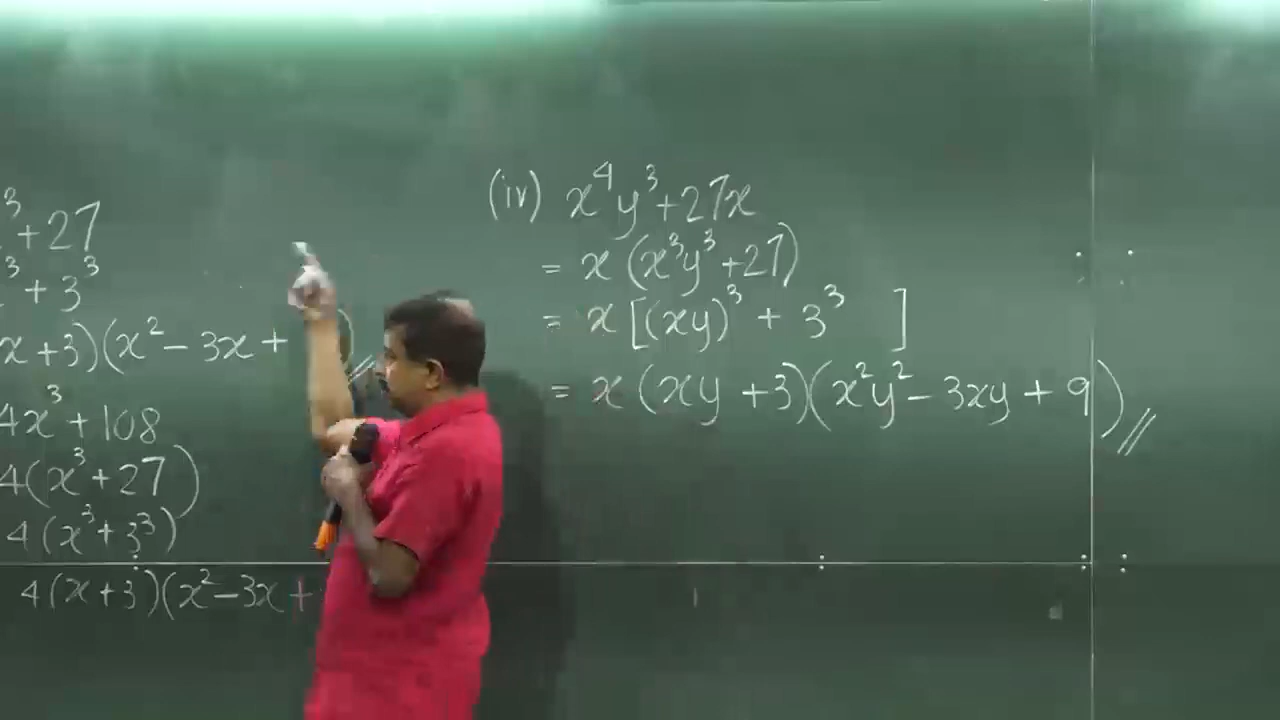 ³ + 27
³ + 3³
x + 3)(x² - 3x + )
4x³ + 108
4(x³ + 27)
4(x³ + 3³)
4(x + 3)(x² - 3x +
(iv) x⁴y³ + 27x
= x(x³y³ + 27)
= x[(xy)³ + 3³ ]
= x(xy + 3)(x²y² - 3xy + 9)//